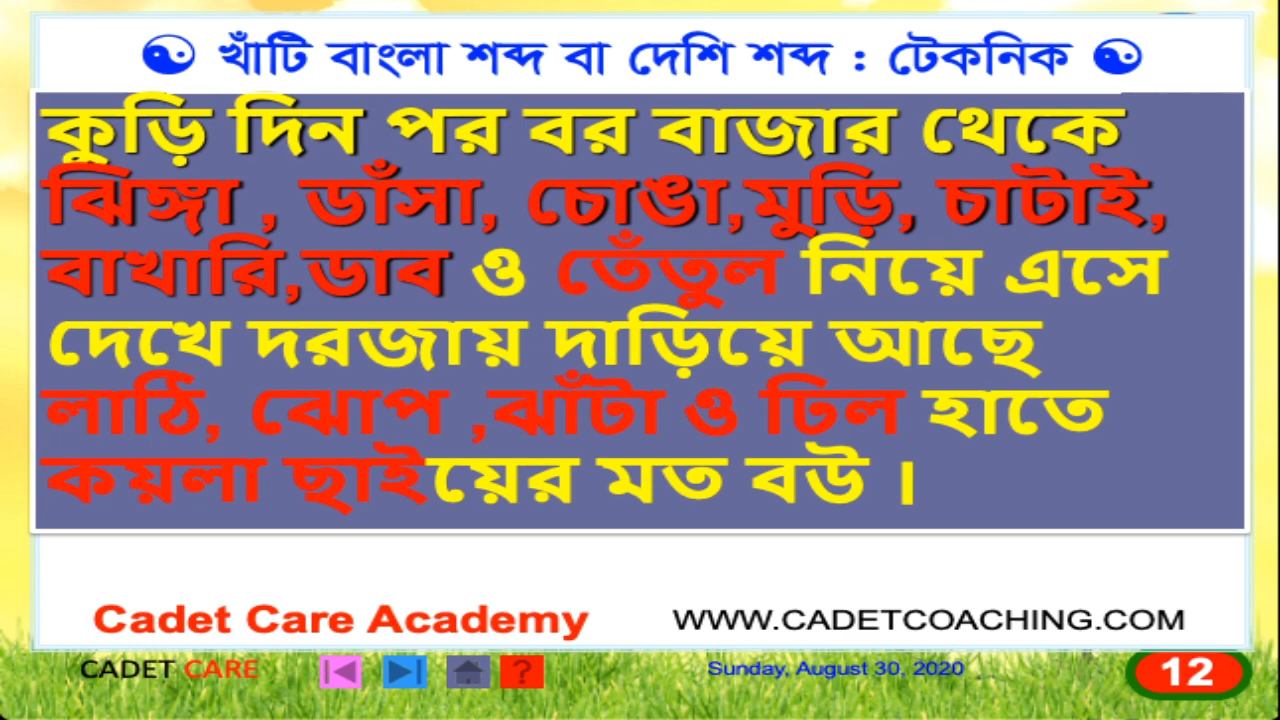 ☯ খাঁটি বাংলা শব্দ বা দেশি শব্দ : টেকনিক ☯
কুড়ি দিন পর বর বাজার থেকে
ঝিঙ্গা , ডাঁসা, চোঙা,মুড়ি, চাটাই,
বাখারি,ডাব ও তেঁতুল নিয়ে এসে
দেখে দরজায় দাড়িয়ে আছে
লাঠি, ঝোপ ,ঝাঁটা ও ঢিল হাতে
কয়লা ছাইয়ের মত বউ ।
Cadet Care Academy WWW.CADETCOACHING.COM
CADET CARE ? Sunday, August 30, 2020 12